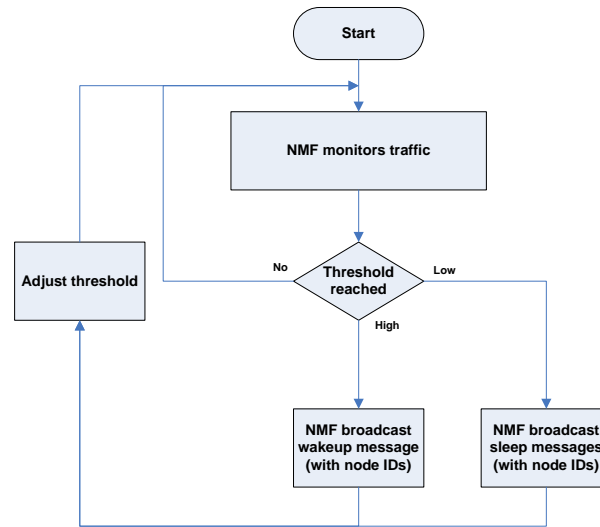 Start
NMF monitors traffic
No
Threshold
reached
Low
Adjust threshold
High
NMF broadcast
wakeup message
(with node IDs)
NMF broadcast
sleep messages
(with node IDs)